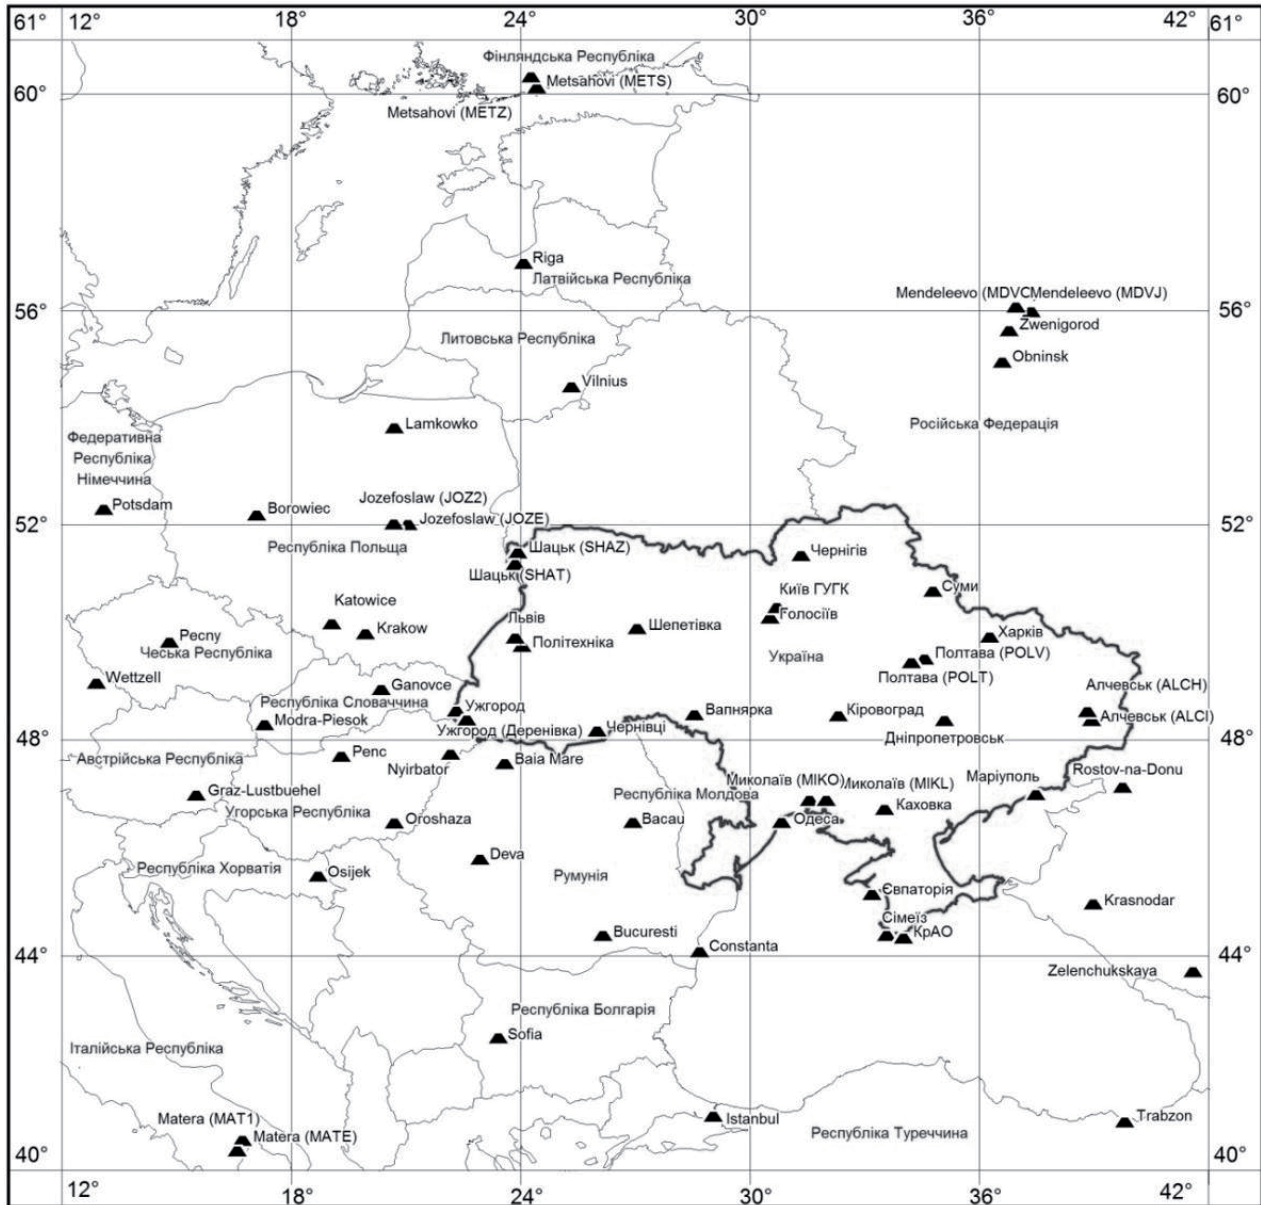 61° 12° 18° 24° 30° 36° 42° 61°
Фінляндська Республіка
Metsahovi (METS)
60° 60°
Metsahovi (METZ)
Riga
Латвійська Республіка
Mendeleevo (MDVO Mendeleevo (MDVJ)
56° 56°
Zwenigorod
Литовська Республіка
Obninsk
Vilnius
Lamkowko
Російська Федерація
Федеративна
Республіка
Німеччина
Potsdam
Borowiec
Jozefoslaw (JOZ2)
Jozefoslaw (JOZE)
52° 52°
Республіка Польща
Шацьк (SHAZ)
Чернігів
Шацьк (SHAT)
Київ ГУГК
Суми
Katowice
Львів
Голосіїв
Krakow
Шепетівка
Харків
Pecny
Політехніка
Чеська Республіка
Україна
Полтава (POLV)
Полтава (POLT)
Wettzell
Ganovce
Алчевськ (ALCH)
Республіка Словаччина
Ужгород
Вапнярка
Кіровоград
Алчевськ (ALCI)
Modra-Piesok
Ужгород (Деренівка)
Чернівці
Дніпропетровськ
48° 48°
Австрійська Республіка
Penc
Nyirbator
Baia Mare
Rostov-na-Donu
Миколаїв (MIKO)
Миколаїв (MIKL)
Маріуполь
Graz-Lustbuehel
Республіка Молдова
Каховка
Угорська Республіка
Oroshaza
Bacau
Одеса
Deva
Республіка Хорватія
Osijek
Румунія
Євпаторія
Krasnodar
Сімеїз
Bucuresti
КрАО
Constanta
44° 44°
Zelenchukskaya
Республіка Болгарія
Sofia
Італійська Республіка
Matera (MAT1)
Istanbul
Trabzon
Matera (MATE)
Республіка Туреччина
40° 40°
12° 18° 24° 30° 36° 42°